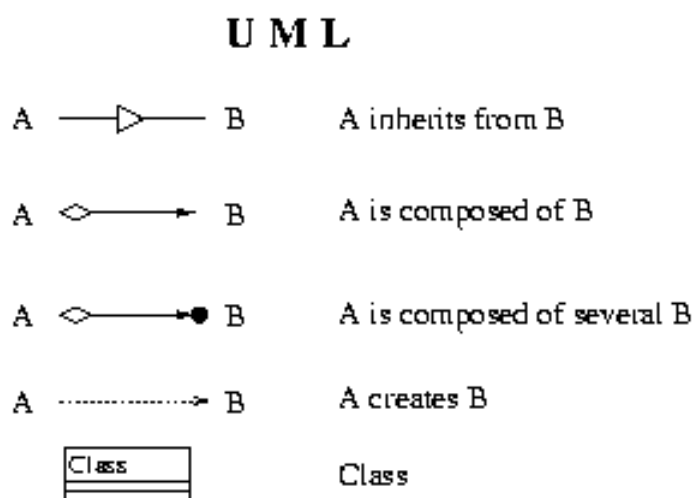 U M L
A B A inherits from B
A B A is composed of B
A B A is composed of several B
A B A creates B
Class Class